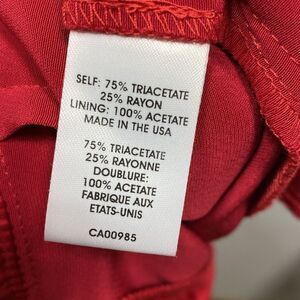 SELF: 75% TRIACETATE
25% RAYON
LINING: 100% ACETATE
MADE IN THE USA
75% TRIACETATE
25% RAYONNE
DOUBLURE:
100% ACETATE
FABRIQUE AUX
ETATS-UNIS
CA00985